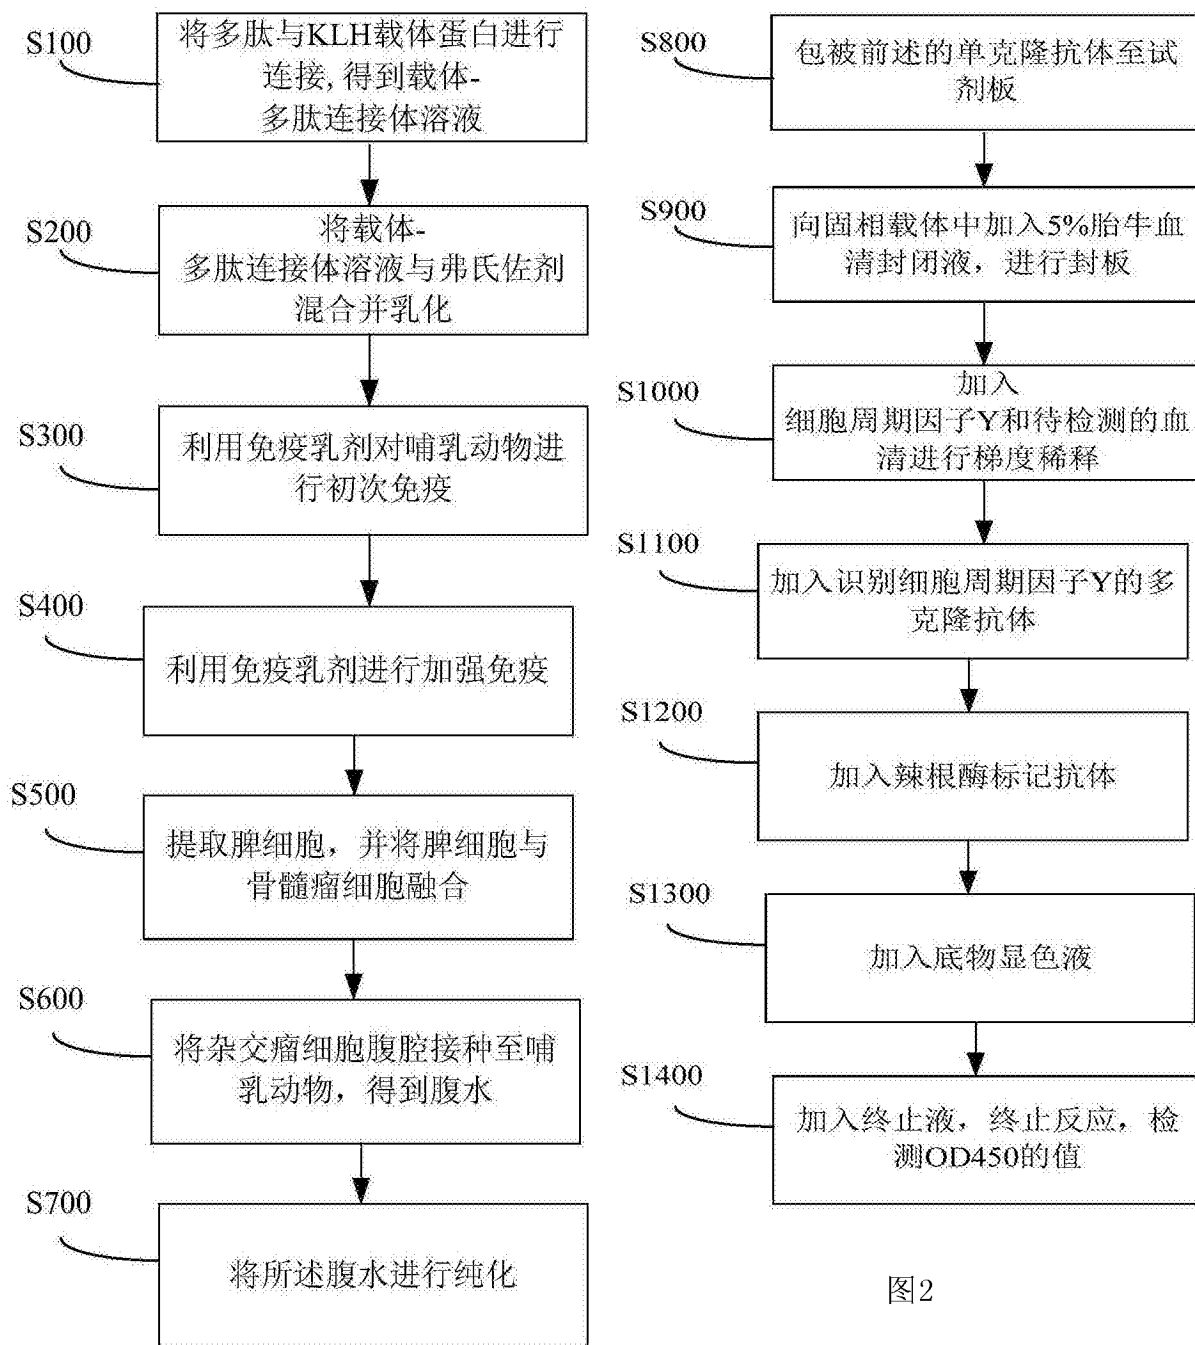 S100
将多肽与KLH载体蛋白进行
连接,得到载体-
多肽连接体溶液
S200
将载体-
多肽连接体溶液与弗氏佐剂
混合并乳化
S300
利用免疫乳剂对哺乳动物进
行初次免疫
S400
利用免疫乳剂进行加强免疫
S500
提取脾细胞，并将脾细胞与
骨髓瘤细胞融合
S600
将杂交瘤细胞腹腔接种至哺
乳动物，得到腹水
S700
将所述腹水进行纯化
S800
包被前述的单克隆抗体至试
剂板
S900
向固相载体中加入5%胎牛血
清封闭液，进行封板
S1000
加入
细胞周期因子Y和待检测的血
清进行梯度稀释
S1100
加入识别细胞周期因子Y的多
克隆抗体
S1200
加入辣根酶标记抗体
S1300
加入底物显色液
S1400
加入终止液，终止反应，检
测OD450的值
图2